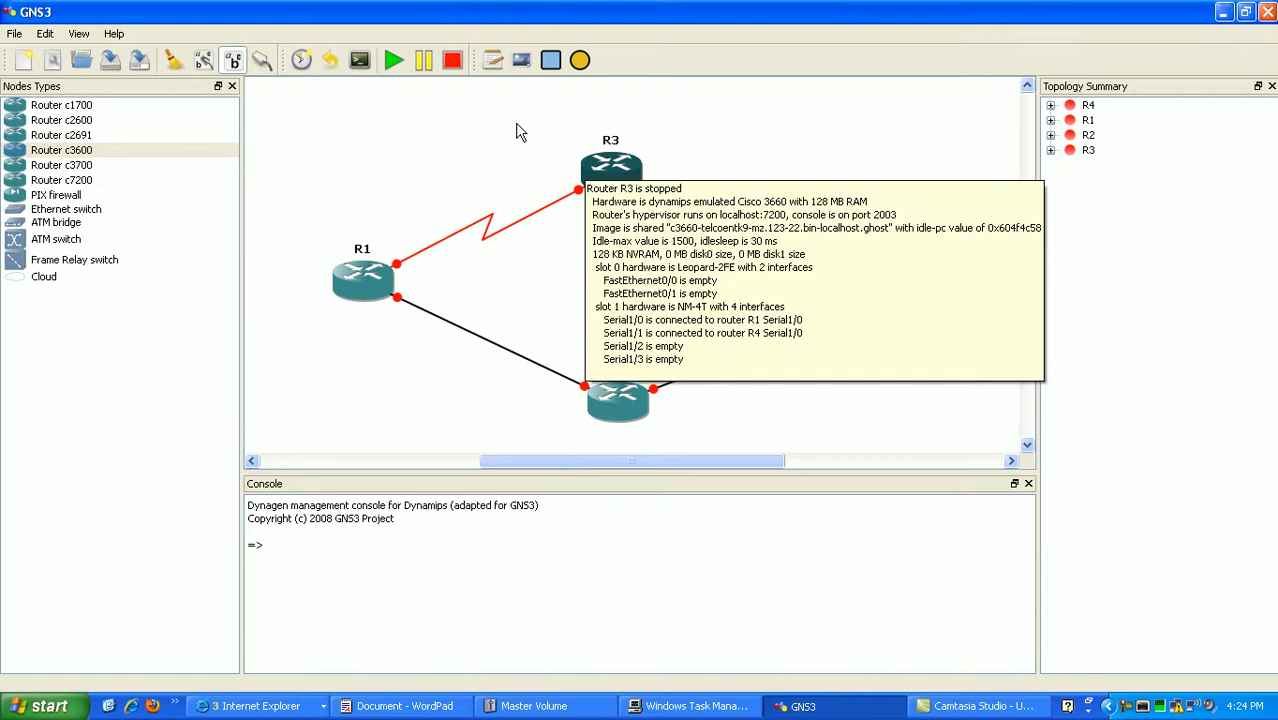 GNS3
File Edit View Help
Nodes Types
Router c1700
Router c2600
Router c2691
Router c3600
Router c3700
Router c7200
PIX firewall
Ethernet switch
ATM bridge
ATM switch
Frame Relay switch
Cloud
R1
R3
Router R3 is stopped
Hardware is dynamips emulated Cisco 3660 with 128 MB RAM
Router's hypervisor runs on localhost:7200, console is on port 2003
Image is shared "c3660-telcoentk9-mz.123-22.bin-localhost.ghost" with idle-pc value of 0x604f4c58
Idle-max value is 1500, idlesleep is 30 ms
128 KB NVRAM, 0 MB disk0 size, 0 MB disk1 size
slot 0 hardware is Leopard-2FE with 2 interfaces
FastEthernet0/0 is empty
FastEthernet0/1 is empty
slot 1 hardware is NM-4T with 4 interfaces
Serial1/0 is connected to router R1 Serial1/0
Serial1/1 is connected to router R4 Serial1/0
Serial1/2 is empty
Serial1/3 is empty
Topology Summary
R4
R1
R2
R3
Console
Dynagen management console for Dynamips (adapted for GNS3)
Copyright (c) 2008 GNS3 Project
=>
start
3 Internet Explorer
Document - WordPad
Master Volume
Windows Task Mana...
GNS3
Camtasia Studio - U...
4:24 PM